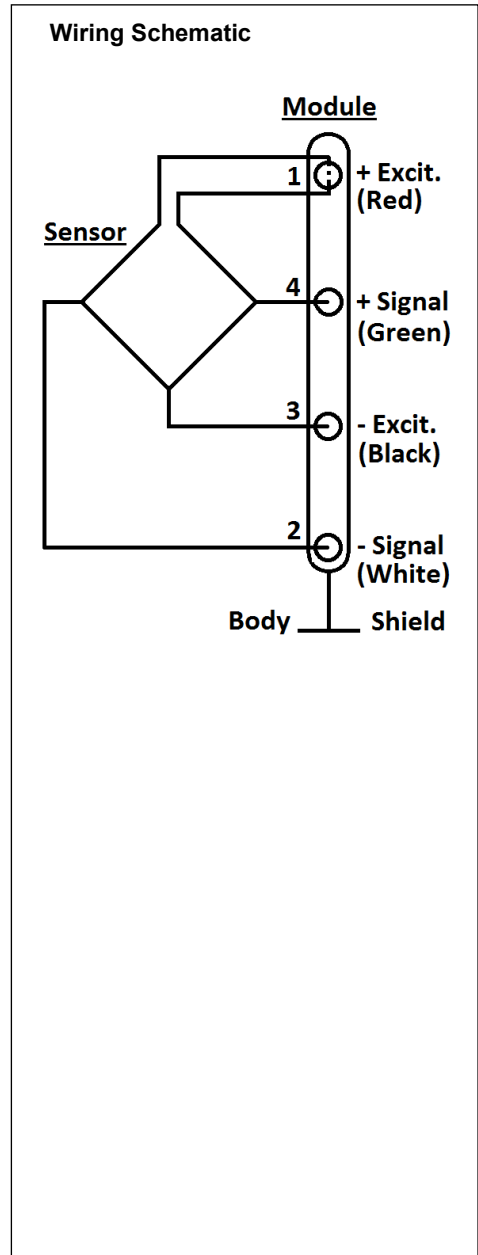 Wiring Schematic
Module
1
+ Excit.
(Red)
Sensor
4
+ Signal
(Green)
3
- Excit.
(Black)
2
- Signal
(White)
Body
Shield